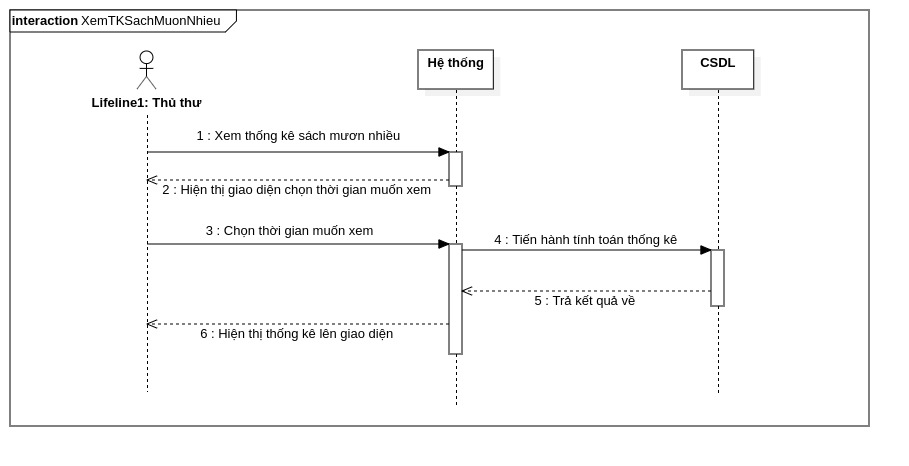 interaction XemTKSachMuonNhieu
Hệ thống
CSDL
Lifeline1: Thủ thư
1 : Xem thống kê sách mươn nhiều
2 : Hiện thị giao diện chọn thời gian muốn xem
3 : Chọn thời gian muốn xem
4 : Tiến hành tính toán thống kê
5 : Trả kết quả về
6 : Hiện thị thống kê lên giao diện